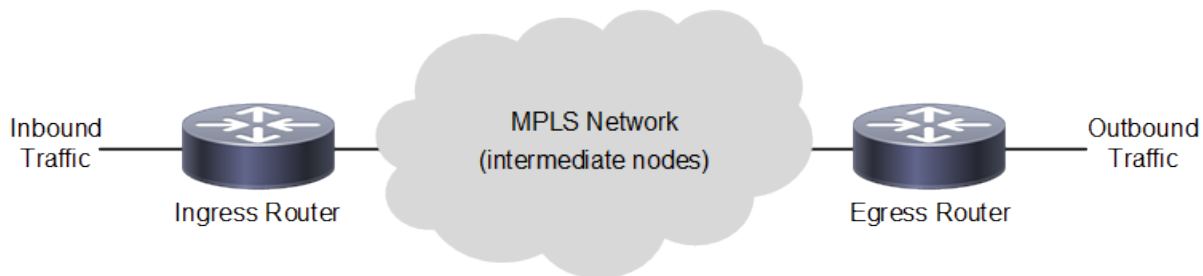 Inbound
Traffic
Ingress Router
MPLS Network
(intermediate nodes)
Egress Router
Outbound
Traffic